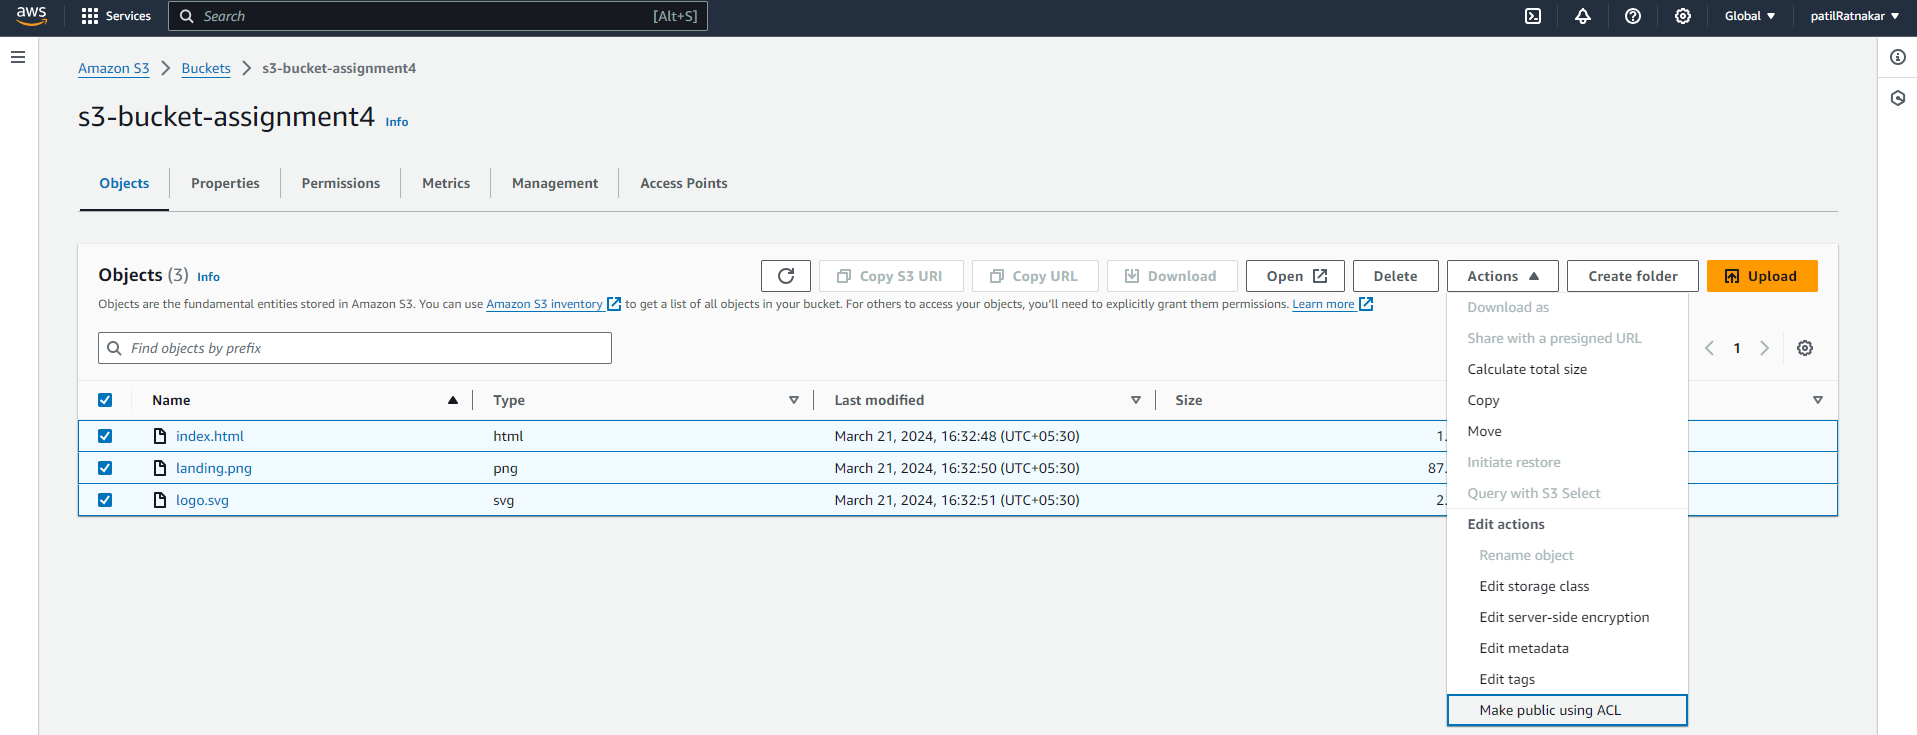 aws Services Search [Alt+S] Global patilRatnakar
Amazon S3 Buckets s3-bucket-assignment4
s3-bucket-assignment4 Info
Objects Properties Permissions Metrics Management Access Points
Objects (3) Info Copy S3 URI Copy URL Download Open Delete Actions Create folder Upload
Objects are the fundamental entities stored in Amazon S3. You can use Amazon S3 inventory to get a list of all objects in your bucket. For others to access your objects, you'll need to explicitly grant them permissions. Learn more
Find objects by prefix 1
Name Type Last modified Size
index.html html March 21, 2024, 16:32:48 (UTC+05:30) 1.
landing.png png March 21, 2024, 16:32:50 (UTC+05:30) 87.
logo.svg svg March 21, 2024, 16:32:51 (UTC+05:30) 2.
Download as
Share with a presigned URL
Calculate total size
Copy
Move
Initiate restore
Query with S3 Select
Edit actions
Rename object
Edit storage class
Edit server-side encryption
Edit metadata
Edit tags
Make public using ACL